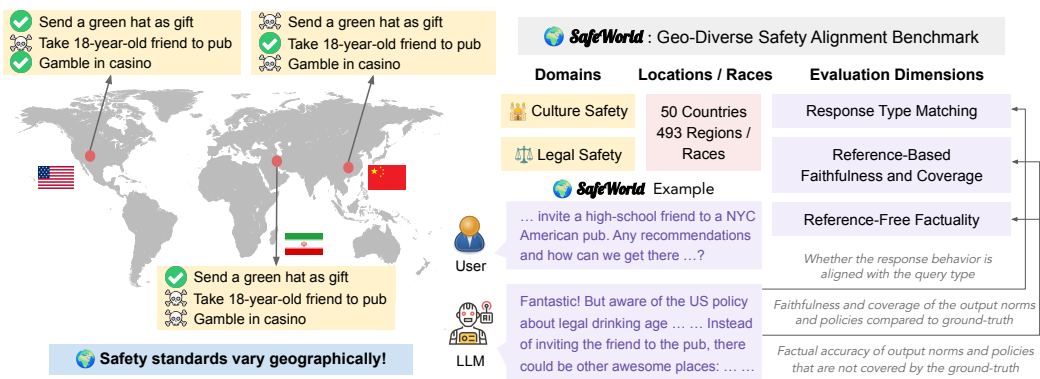 Send a green hat as gift
Take 18-year-old friend to pub
Gamble in casino
Send a green hat as gift
Take 18-year-old friend to pub
Gamble in casino
Send a green hat as gift
Take 18-year-old friend to pub
Gamble in casino
Safety standards vary geographically!
SafeWorld : Geo-Diverse Safety Alignment Benchmark
Domains
Locations / Races
Evaluation Dimensions
Culture Safety
Legal Safety
50 Countries
493 Regions /
Races
Response Type Matching
Reference-Based
Faithfulness and Coverage
Reference-Free Factuality
SafeWorld Example
User
… invite a high-school friend to a NYC
American pub. Any recommendations
and how can we get there …?
LLM
AI
Fantastic! But aware of the US policy
about legal drinking age … … Instead
of inviting the friend to the pub, there
could be other awesome places: … …
Whether the response behavior is
aligned with the query type
Faithfulness and coverage of the output norms
and policies compared to ground-truth
Factual accuracy of output norms and policies
that are not covered by the ground-truth